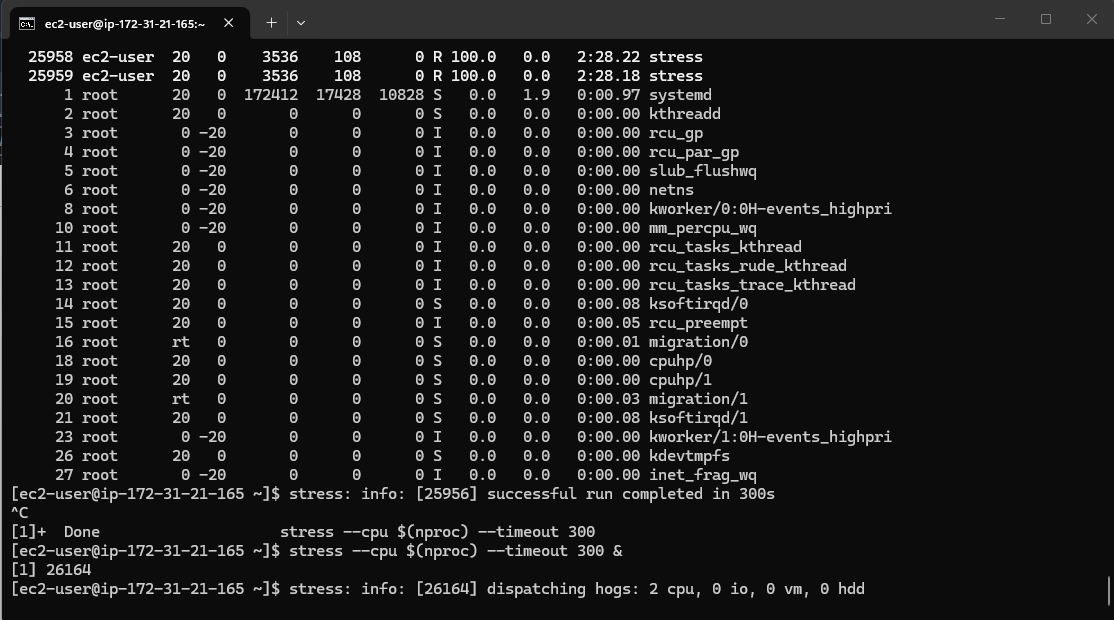 ec2-user@ip-172-31-21-165:~
25958 ec2-user 20 0 3536 108 0 R 100.0 0.0 2:28.22 stress
25959 ec2-user 20 0 3536 108 0 R 100.0 0.0 2:28.18 stress
1 root 20 0 172412 17428 10828 S 0.0 1.9 0:00.97 systemd
2 root 20 0 0 0 0 S 0.0 0.0 0:00.00 kthreadd
3 root 0 -20 0 0 0 I 0.0 0.0 0:00.00 rcu_gp
4 root 0 -20 0 0 0 I 0.0 0.0 0:00.00 rcu_par_gp
5 root 0 -20 0 0 0 I 0.0 0.0 0:00.00 slub_flushwq
6 root 0 -20 0 0 0 I 0.0 0.0 0:00.00 netns
8 root 0 -20 0 0 0 I 0.0 0.0 0:00.00 kworker/0:0H-events_highpri
10 root 0 -20 0 0 0 I 0.0 0.0 0:00.00 mm_percpu_wq
11 root 20 0 0 0 0 I 0.0 0.0 0:00.00 rcu_tasks_kthread
12 root 20 0 0 0 0 I 0.0 0.0 0:00.00 rcu_tasks_rude_kthread
13 root 20 0 0 0 0 I 0.0 0.0 0:00.00 rcu_tasks_trace_kthread
14 root 20 0 0 0 0 S 0.0 0.0 0:00.08 ksoftirqd/0
15 root 20 0 0 0 0 I 0.0 0.0 0:00.05 rcu_preempt
16 root rt 0 0 0 0 S 0.0 0.0 0:00.01 migration/0
18 root 20 0 0 0 0 S 0.0 0.0 0:00.00 cpuhp/0
19 root 20 0 0 0 0 S 0.0 0.0 0:00.00 cpuhp/1
20 root rt 0 0 0 0 S 0.0 0.0 0:00.03 migration/1
21 root 20 0 0 0 0 S 0.0 0.0 0:00.08 ksoftirqd/1
23 root 0 -20 0 0 0 I 0.0 0.0 0:00.00 kworker/1:0H-events_highpri
26 root 20 0 0 0 0 S 0.0 0.0 0:00.00 kdevtmpfs
27 root 0 -20 0 0 0 I 0.0 0.0 0:00.00 inet_frag_wq
[ec2-user@ip-172-31-21-165 ~]$ stress: info: [25956] successful run completed in 300s
^C
[1]+ Done stress --cpu $(nproc) --timeout 300
[ec2-user@ip-172-31-21-165 ~]$ stress --cpu $(nproc) --timeout 300 &
[1] 26164
[ec2-user@ip-172-31-21-165 ~]$ stress: info: [26164] dispatching hogs: 2 cpu, 0 io, 0 vm, 0 hdd